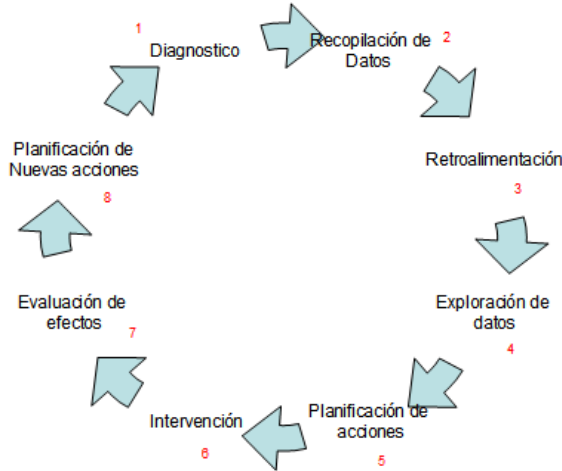 1
Diagnostico
Recopilación de
Datos
2
Retroalimentación
3
Exploración de
datos
4
Planificación de
acciones
5
Intervención
6
Evaluación de
efectos
7
Planificación de
Nuevas acciones
8